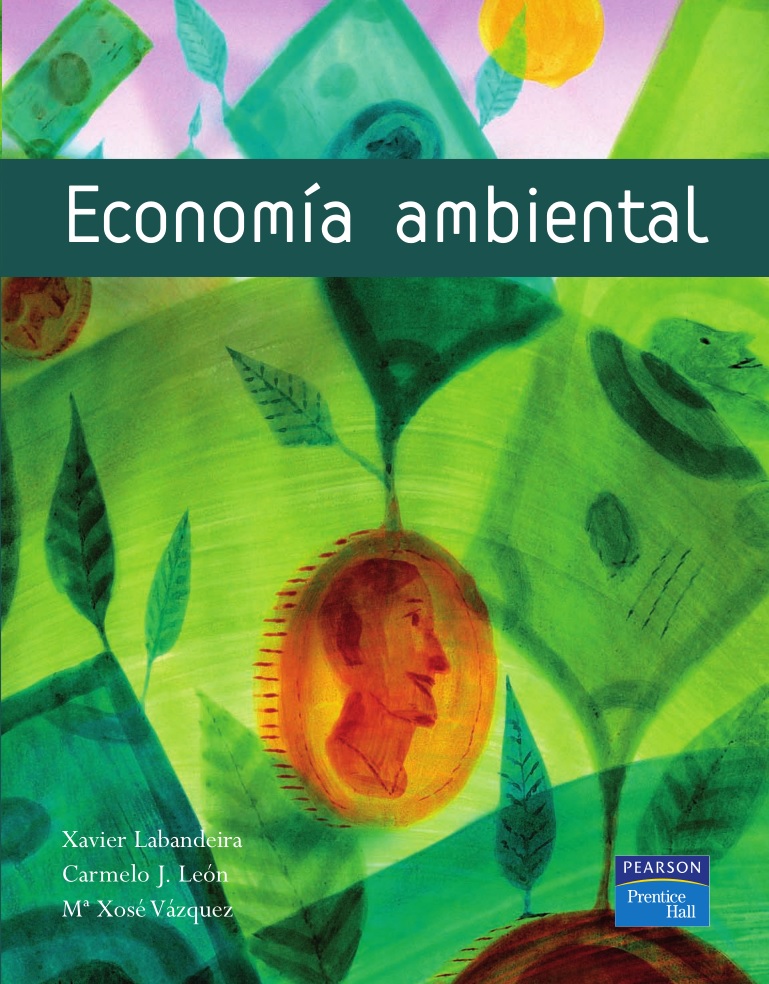 Economía ambiental
Xavier Labandeira
Carmelo J. León
Mª Xosé Vázquez
PEARSON
Prentice
Hall